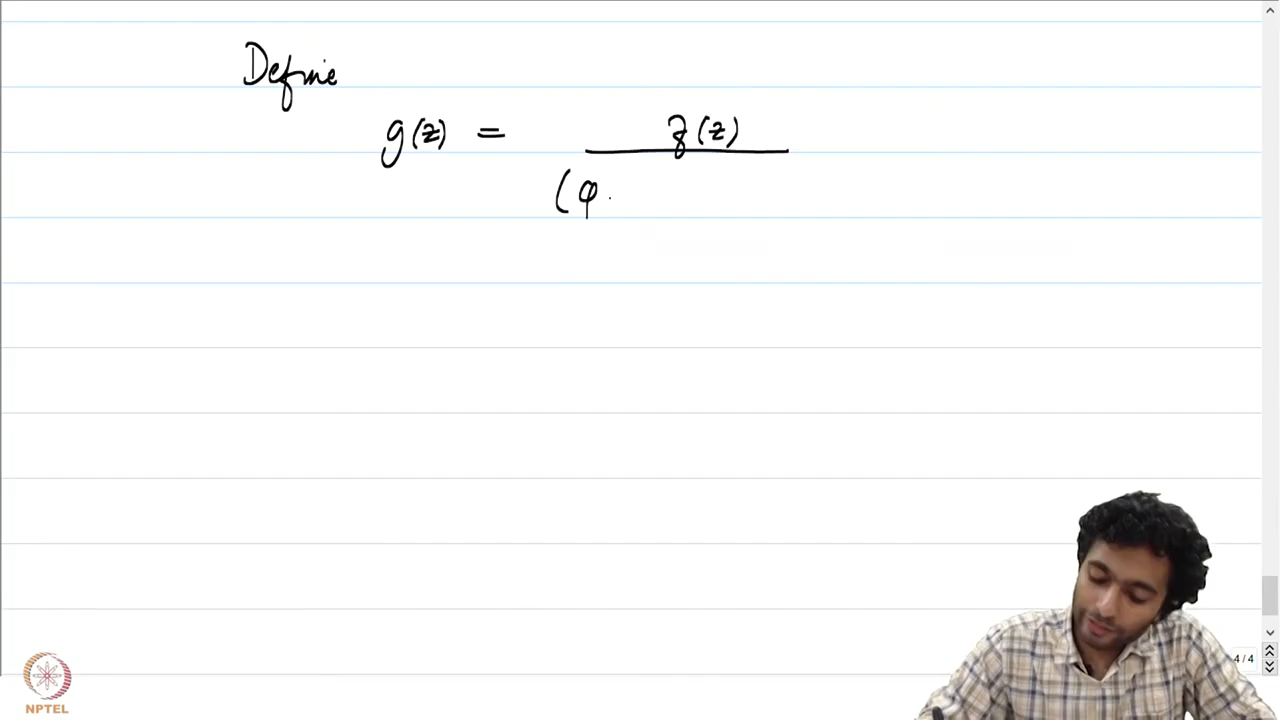 Define
g(z) = f(z)
(φ
4 / 4
NPTEL